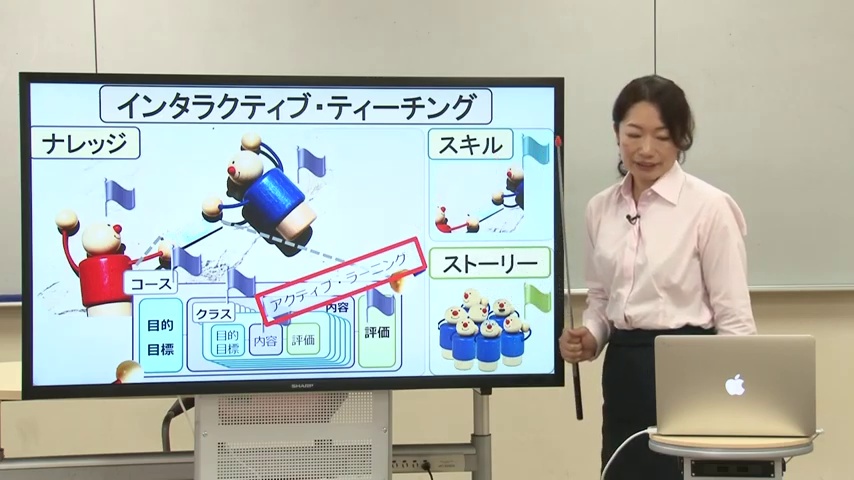 インタラクティブ・ティーチング
ナレッジ
スキル
ストーリー
コース
目的
目標
クラス
目的
目標
内容
評価
内容
アクティブ・ラーニング
評価
SHARP